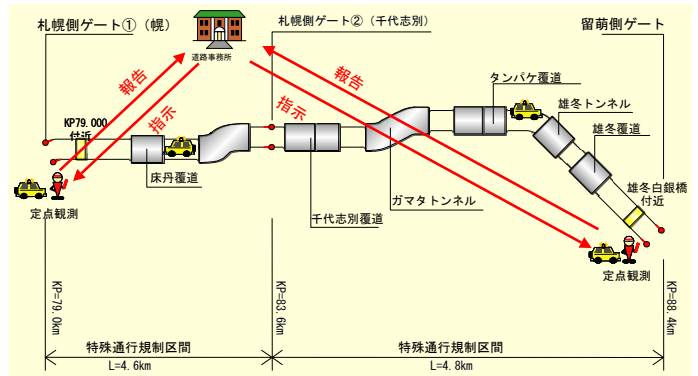 札幌側ゲート①（幌）
札幌側ゲート②（千代志別）
留萌側ゲート
道路事務所
報告
指示
報告
指示
KP79.000
付近
床丹覆道
定点観測
千代志別覆道
ガマタトンネル
タンパケ覆道
雄冬トンネル
雄冬覆道
雄冬白銀橋
付近
定点観測
KP=79.0km
KP=83.6km
KP=88.4km
特殊通行規制区間
L=4.6km
特殊通行規制区間
L=4.8km